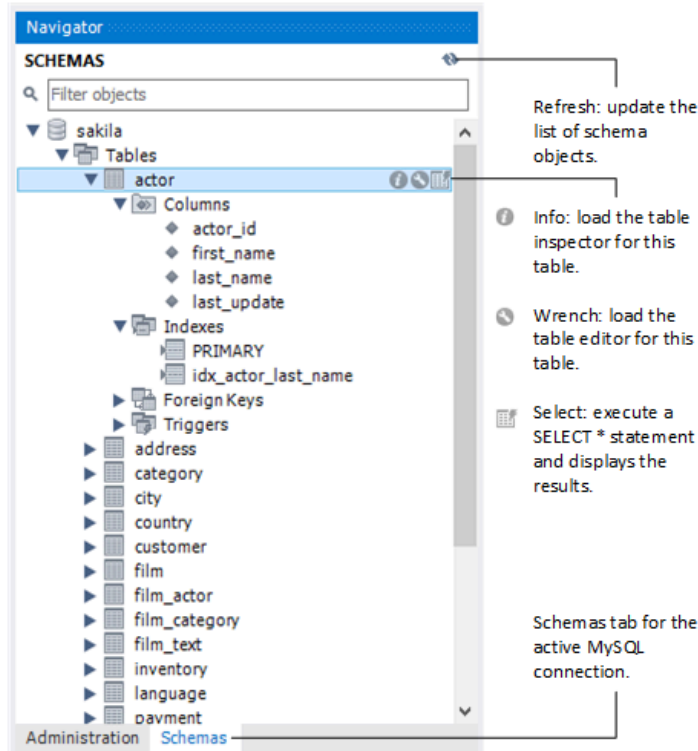 Navigator
SCHEMAS
Filter objects
sakila
Tables
actor
Columns
actor_id
first_name
last_name
last_update
Indexes
PRIMARY
idx_actor_last_name
Foreign Keys
Triggers
address
category
city
country
customer
film
film_actor
film_category
film_text
inventory
language
payment
Administration Schemas
Refresh: update the
list of schema
objects.
Info: load the table
inspector for this
table.
Wrench: load the
table editor for this
table.
Select: execute a
SELECT * statement
and displays the
results.
Schemas tab for the
active MySQL
connection.